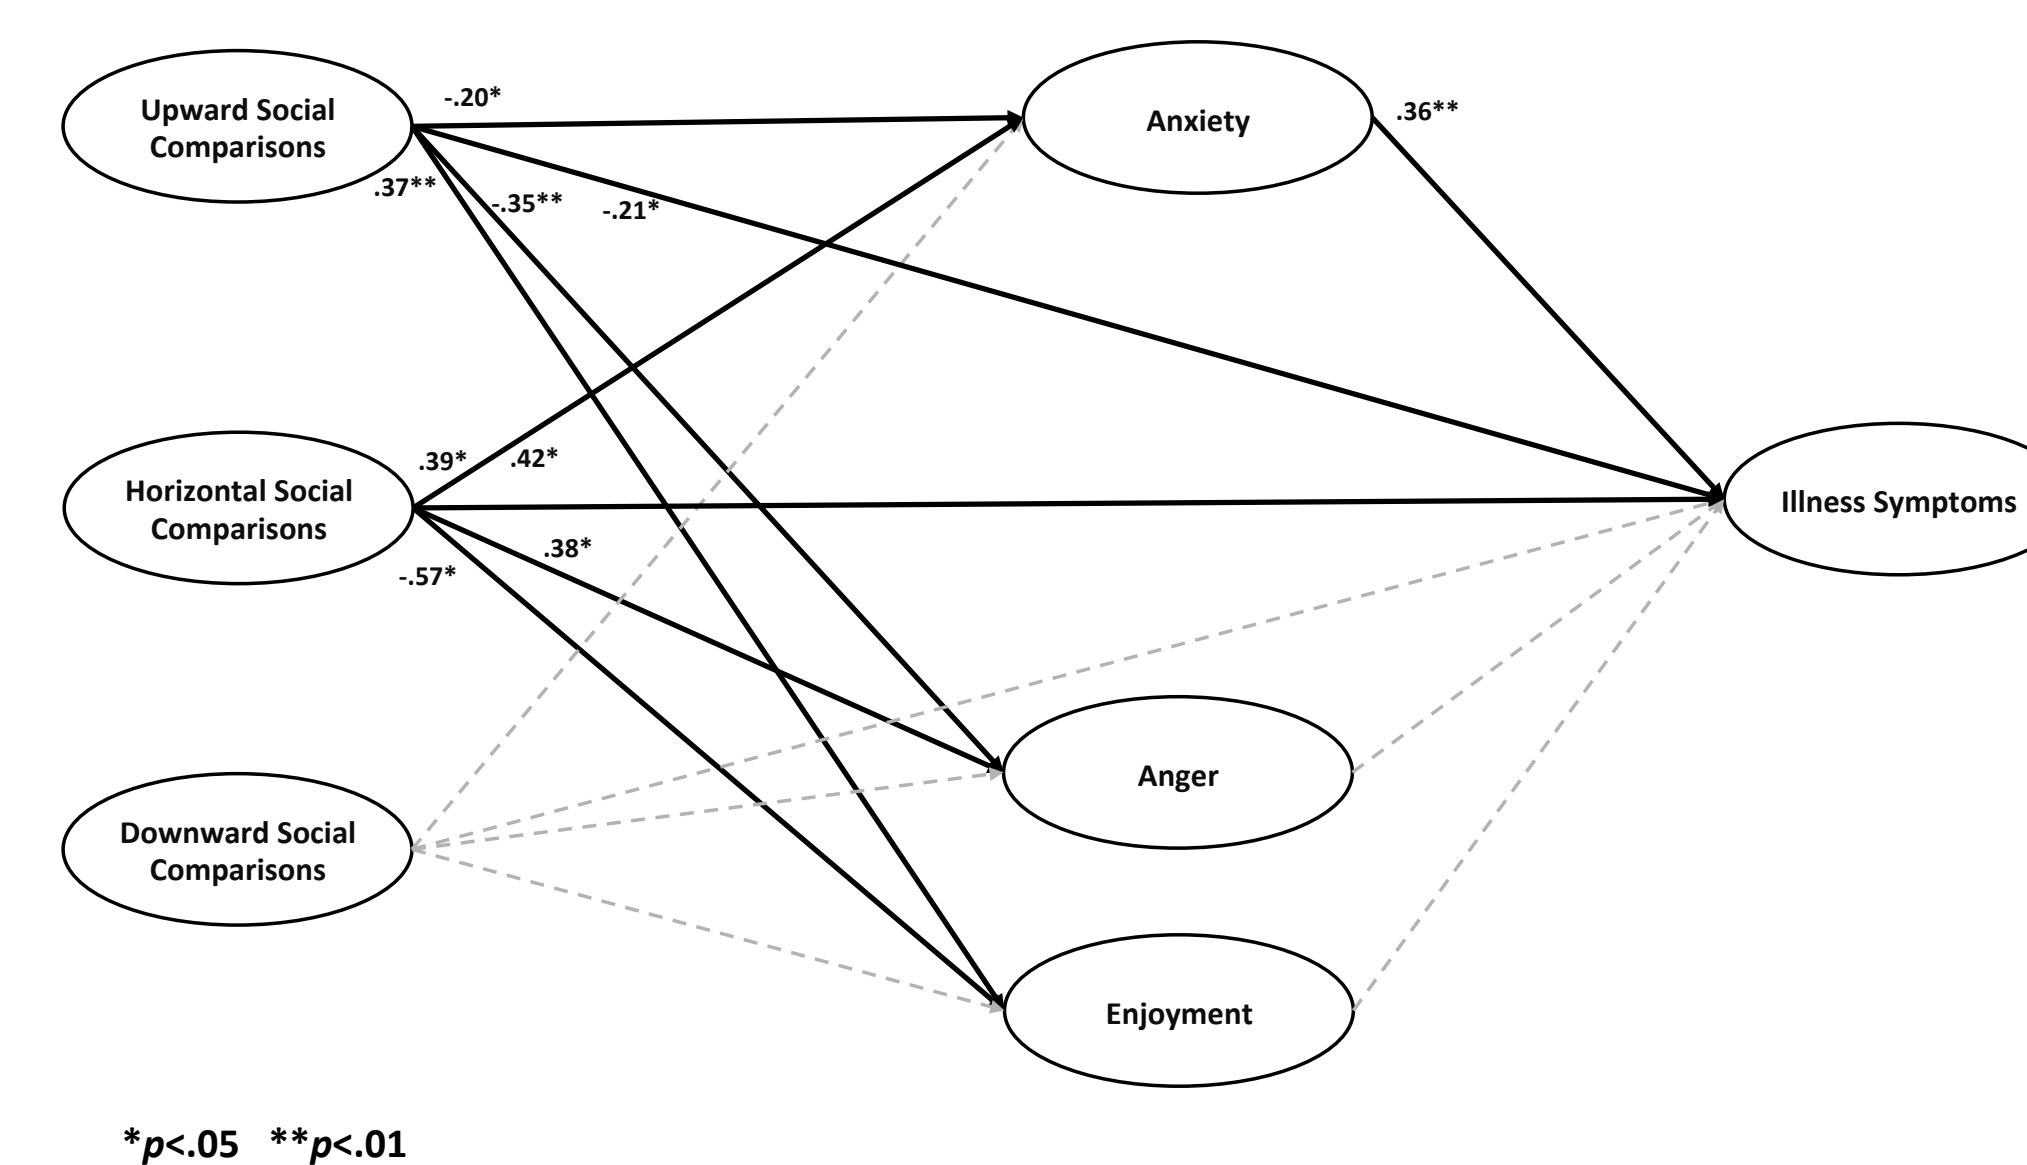 Upward Social
Comparisons
-.20*
.37**
-.35**
-.21*
Anxiety
.36**
Horizontal Social
Comparisons
.39*
.42*
.38*
-.57*
Illness Symptoms
Downward Social
Comparisons
Anger
Enjoyment
*p<.05 **p<.01